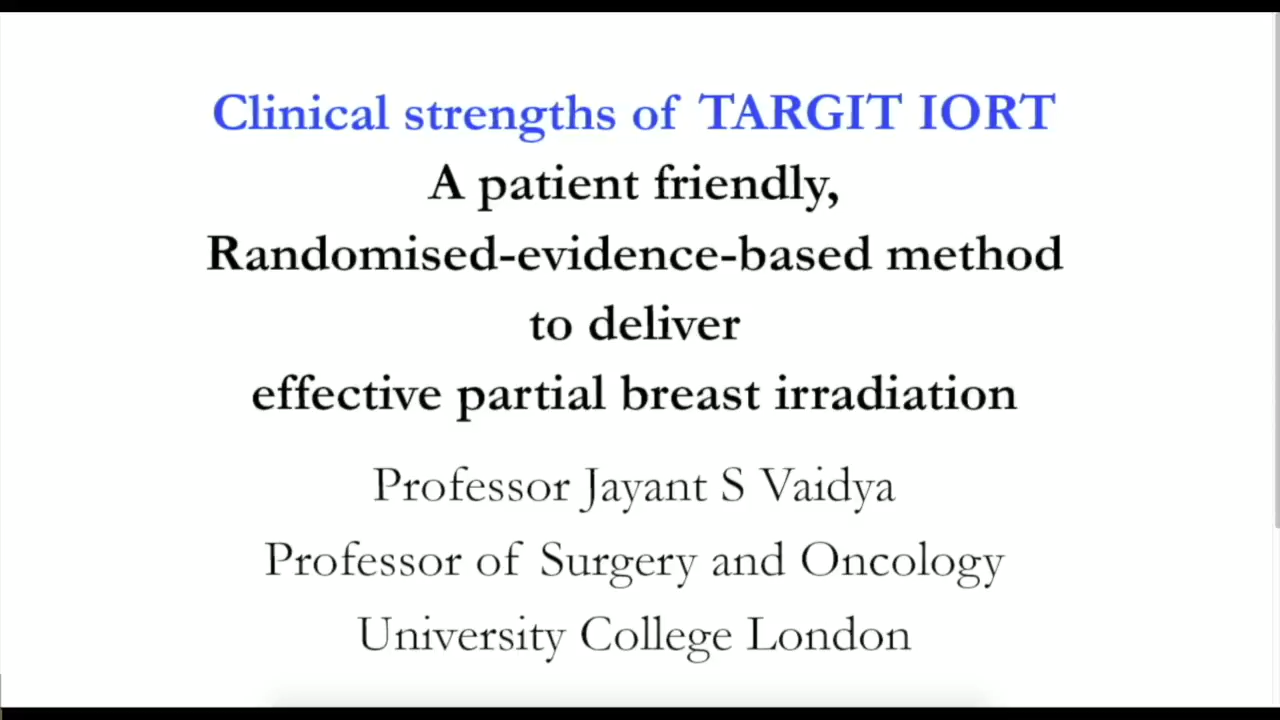 Clinical strengths of TARGIT IORT
A patient friendly,
Randomised-evidence-based method
to deliver
effective partial breast irradiation
Professor Jayant S Vaidya
Professor of Surgery and Oncology
University College London